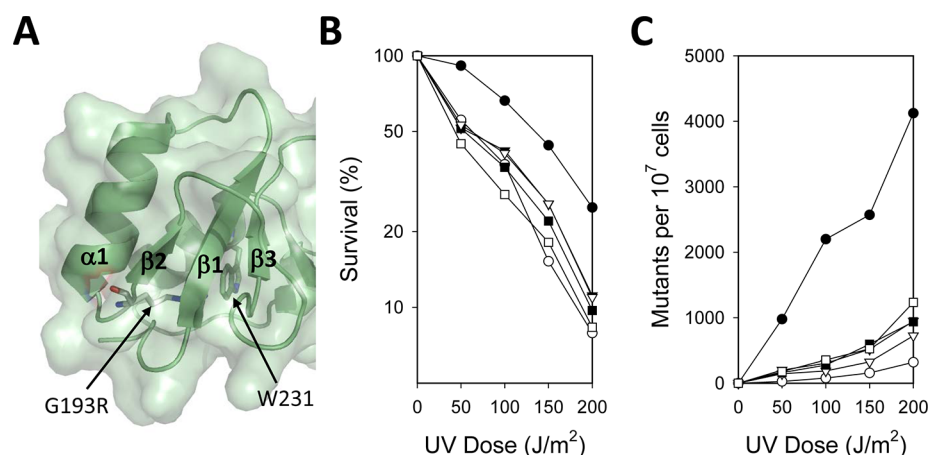 A
α1
β2
β1
β3
G193R
W231
B
Survival (%)
100
50
20
10
0
50
100
150
200
UV Dose (J/m²)
C
Mutants per 10⁷ cells
5000
4000
3000
2000
1000
0
0
50
100
150
200
UV Dose (J/m²)